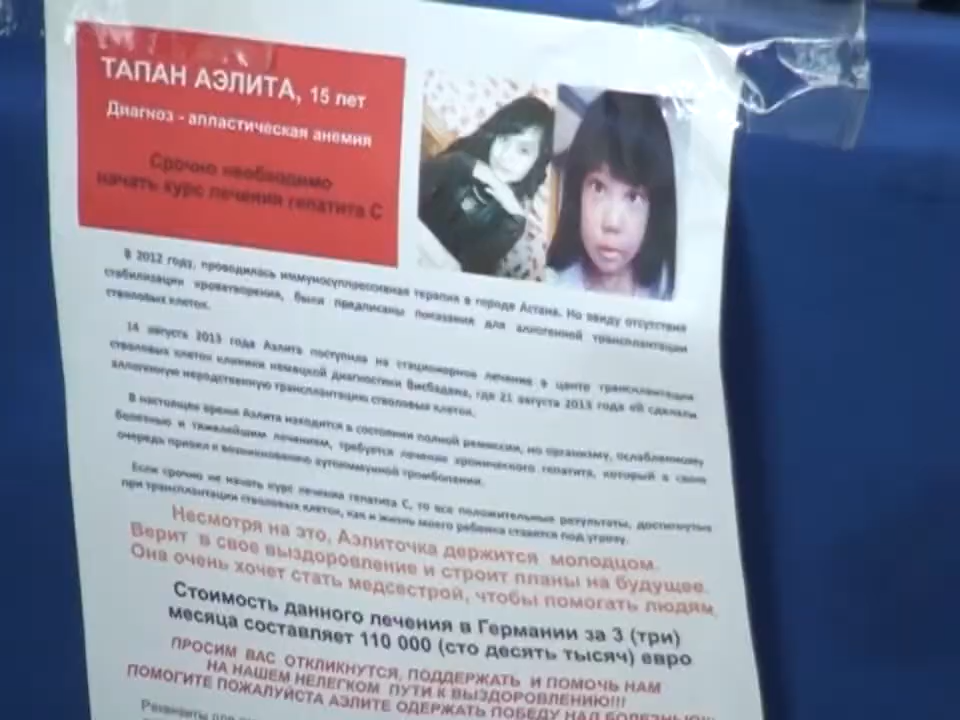 ТАПАН АЭЛИТА, 15 лет
Диагноз - аппластическая анемия
Срочно необходимо
начать курс лечения гепатита С
В 2012 году, проводилась иммуносупрессивная терапия в городе Астана. Но ввиду отсутствия
стабилизации кроветворения, были предписаны показания для аллогенной трансплантации
стволовых клеток.
14 августа 2013 года Аэлита поступила на стационарное лечение в центр трансплантации
стволовых клеток клиники немецкой диагностики Висбадена, где 21 августа 2013 года ей сделали
аллогенную неродственную трансплантацию стволовых клеток.
В настоящее время Аэлита находится в состоянии полной ремиссии, но организму, ослабленному
болезнью и тяжелейшим лечением, требуется лечение хронического гепатита, который в свою
очередь привел к возникновению аутоиммунной тромбопении.
Если срочно не начать курс лечения гепатита С, то все положительные результаты, достигнутые
при трансплантации стволовых клеток, как и жизнь моего ребенка ставятся под угрозу.
Несмотря на это, Аэлиточка держится молодцом.
Верит в свое выздоровление и строит планы на будущее.
Она очень хочет стать медсестрой, чтобы помогать людям.
Стоимость данного лечения в Германии за 3 (три)
месяца составляет 110 000 (сто десять тысяч) евро
ПРОСИМ ВАС ОТКЛИКНУТСЯ, ПОДДЕРЖАТЬ И ПОМОЧЬ НАМ
НА НАШЕМ НЕЛЕГКОМ ПУТИ К ВЫЗДОРОВЛЕНИЮ!!!
ПОМОГИТЕ ПОЖАЛУЙСТА АЭЛИТЕ ОДЕРЖАТЬ ПОБЕДУ НАД БОЛЕЗНЬЮ!!!
Реквизиты для